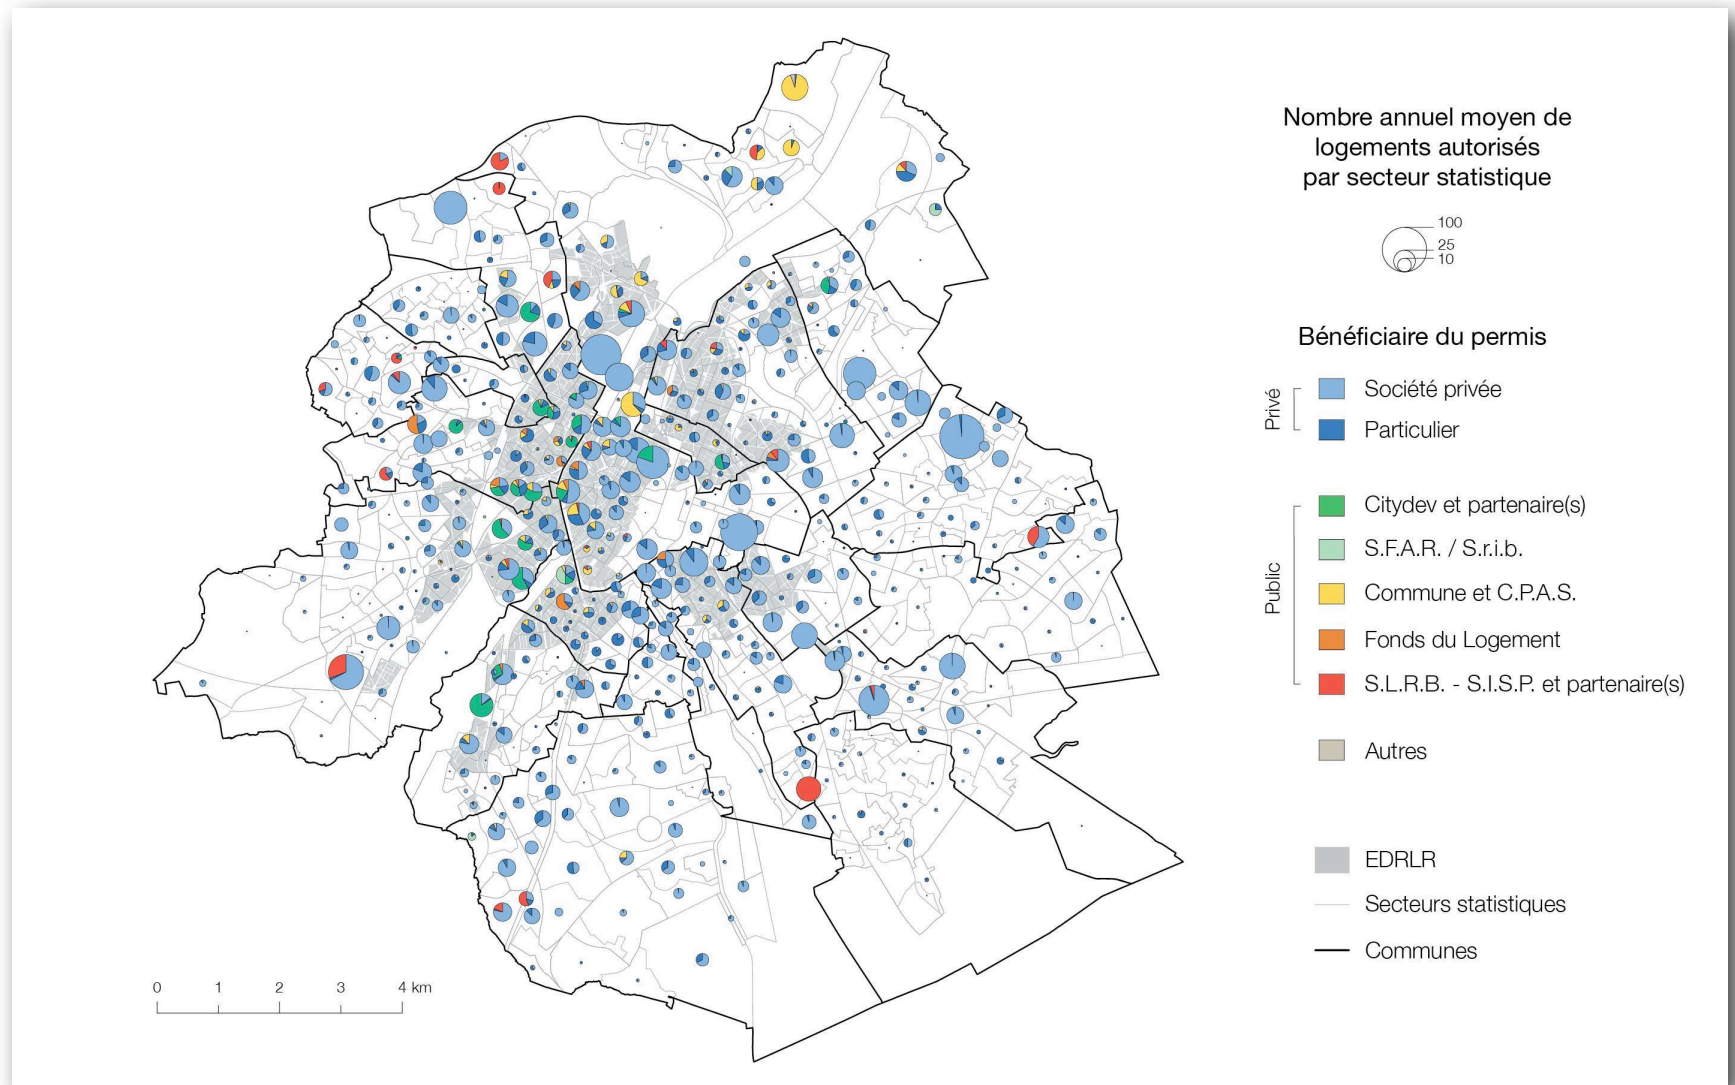 Nombre annuel moyen de
logements autorisés
par secteur statistique
100
25
10
Bénéficiaire du permis
Privé
Société privée
Particulier
Public
Citydev et partenaire(s)
S.F.A.R. / S.r.i.b.
Commune et C.P.A.S.
Fonds du Logement
S.L.R.B. - S.I.S.P. et partenaire(s)
Autres
EDRLR
Secteurs statistiques
Communes
0 1 2 3 4 km